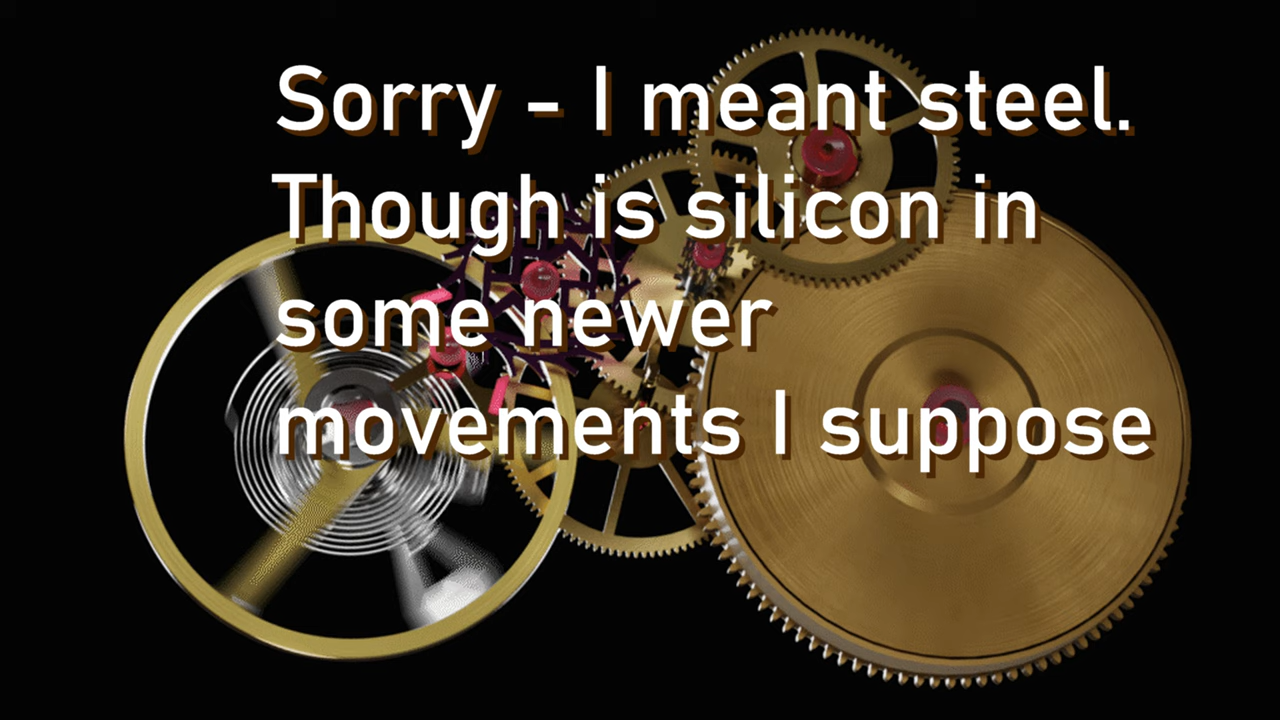 Sorry - I meant steel.
Though is silicon in
some newer
movements I suppose